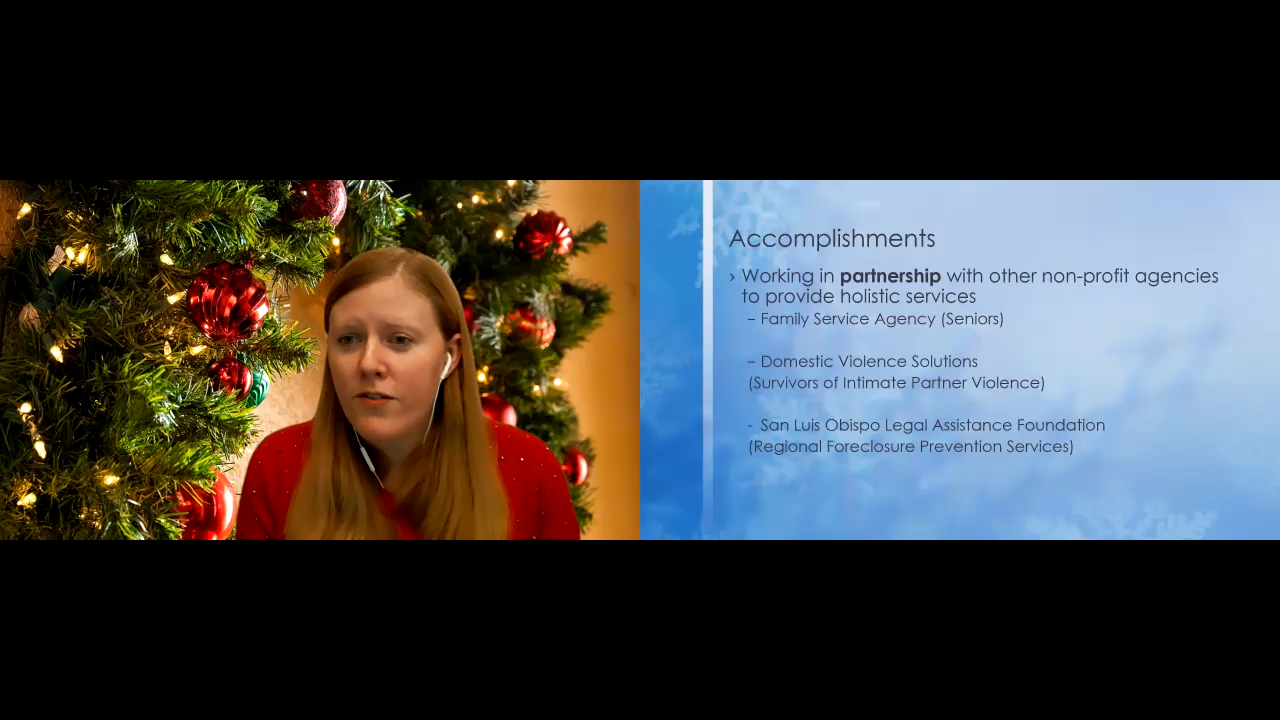 Accomplishments
› Working in partnership with other non-profit agencies
to provide holistic services
– Family Service Agency (Seniors)
– Domestic Violence Solutions
(Survivors of Intimate Partner Violence)
- San Luis Obispo Legal Assistance Foundation
(Regional Foreclosure Prevention Services)